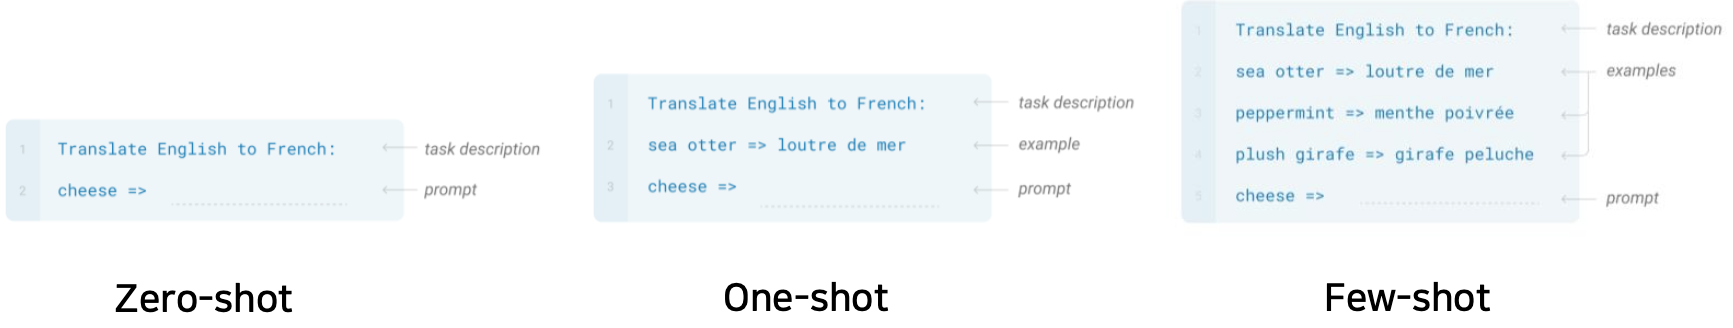 1 Translate English to French: task description
2 cheese => prompt
Zero-shot
1 Translate English to French: task description
2 sea otter => loutre de mer example
3 cheese => prompt
One-shot
1 Translate English to French: task description
2 sea otter => loutre de mer examples
3 peppermint => menthe poivrée
4 plush girafe => girafe peluche
5 cheese => prompt
Few-shot